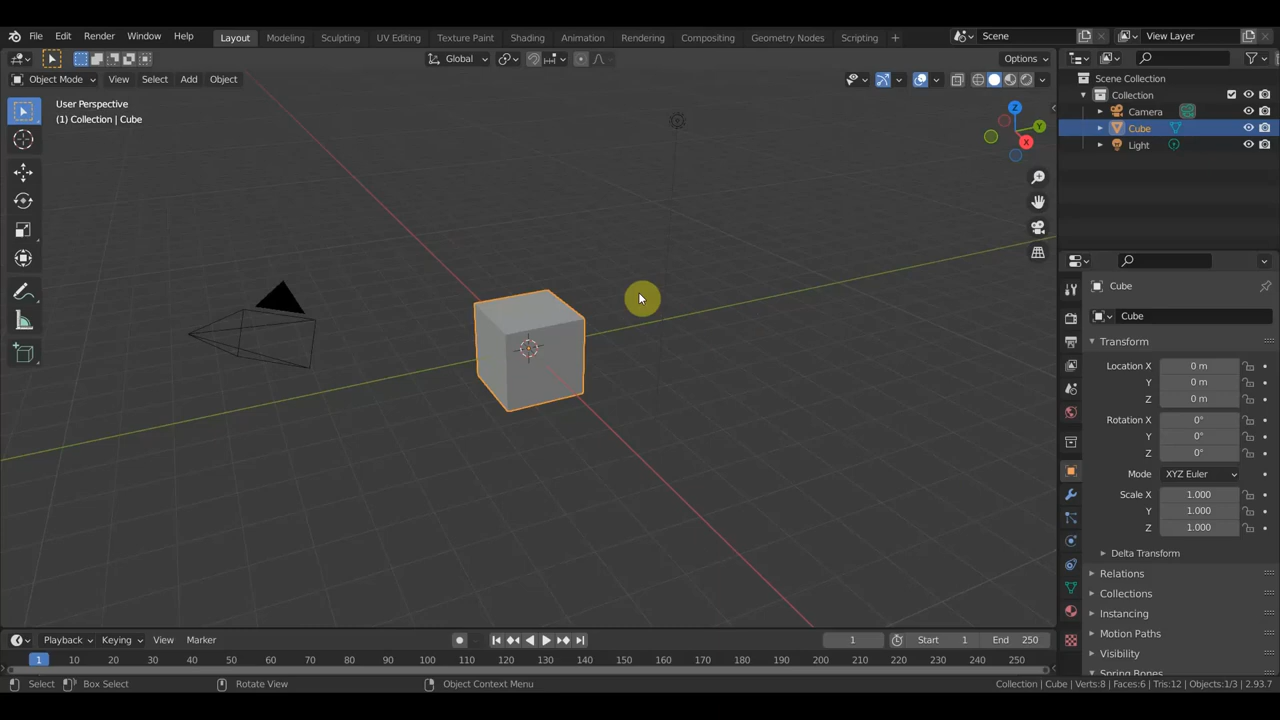 File Edit Render Window Help Layout Modeling Sculpting UV Editing Texture Paint Shading Animation Rendering Compositing Geometry Nodes Scripting + Scene View Layer
Global Options
Object Mode View Select Add Object
User Perspective
(1) Collection | Cube
Z
Y
X
Scene Collection
Collection
Camera
Cube
Light
Cube
Cube
Transform
Location X 0 m
Y 0 m
Z 0 m
Rotation X 0°
Y 0°
Z 0°
Mode XYZ Euler
Scale X 1.000
Y 1.000
Z 1.000
Delta Transform
Relations
Collections
Instancing
Motion Paths
Visibility
Spring Bones
Playback Keying View Marker 1 Start 1 End 250
1 10 20 30 40 50 60 70 80 90 100 110 120 130 140 150 160 170 180 190 200 210 220 230 240 250
Select Box Select Rotate View Object Context Menu Collection | Cube | Verts:8 | Faces:6 | Tris:12 | Objects:1/3 | 2.93.7